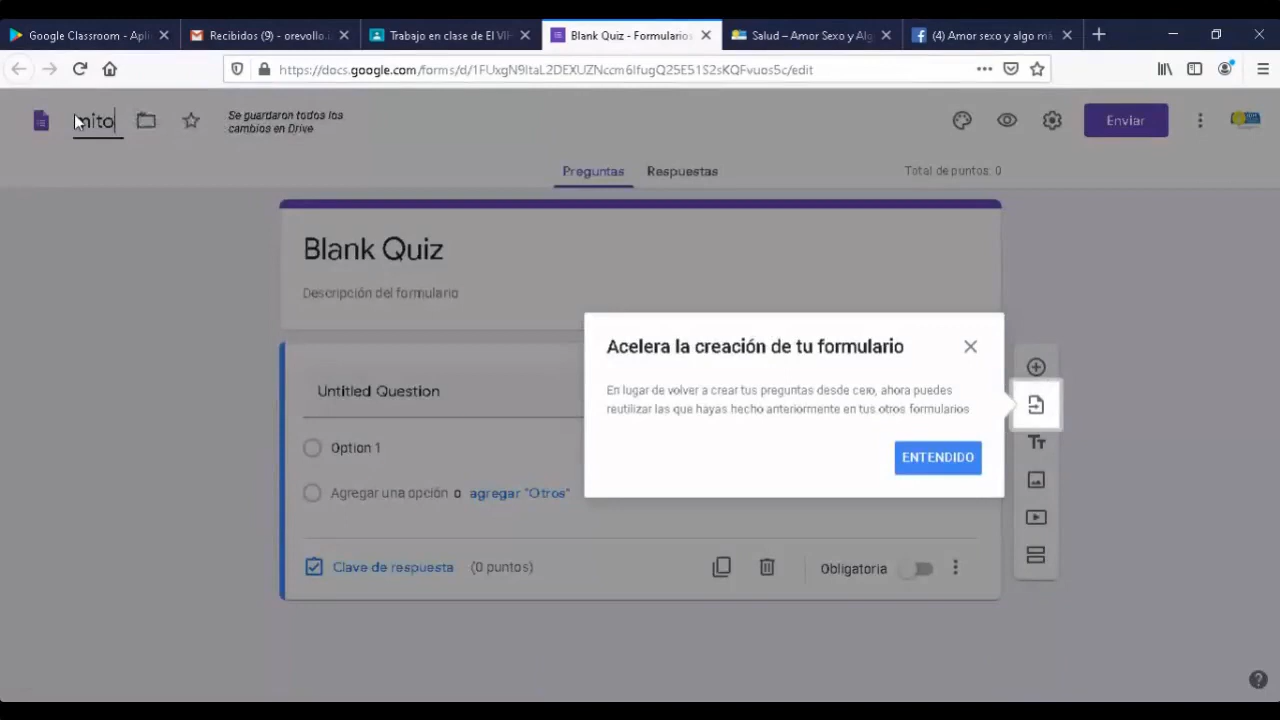 Google Classroom - Apli
Recibidos (9) - orevollo.i
Trabajo en clase de El VIH
Blank Quiz - Formularios
Salud – Amor Sexo y Alg
(4) Amor sexo y algo má
https://docs.google.com/forms/d/1FUxgN9ItaL2DEXUZNccm6IfugQ25E51S2sKQFvuos5c/edit
mito
Se guardaron todos los
cambios en Drive
Enviar
Preguntas
Respuestas
Total de puntos: 0
Blank Quiz
Descripción del formulario
Acelera la creación de tu formulario
En lugar de volver a crear tus preguntas desde cero, ahora puedes
reutilizar las que hayas hecho anteriormente en tus otros formularios
ENTENDIDO
Untitled Question
Option 1
Agregar una opción o agregar "Otros"
Tt
Clave de respuesta (0 puntos)
Obligatoria